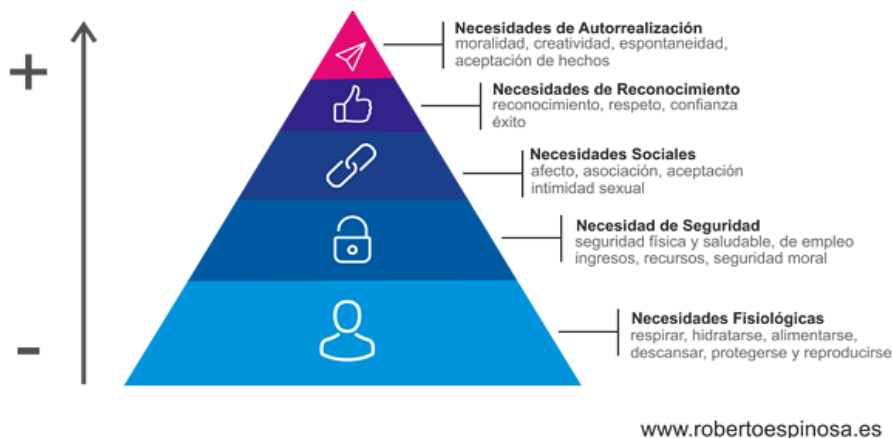 +
Necesidades de Autorrealización
moralidad, creatividad, espontaneidad,
aceptación de hechos
Necesidades de Reconocimiento
reconocimiento, respeto, confianza
éxito
Necesidades Sociales
afecto, asociación, aceptación
intimidad sexual
Necesidad de Seguridad
seguridad física y saludable, de empleo
ingresos, recursos, seguridad moral
Necesidades Fisiológicas
respirar, hidratarse, alimentarse,
descansar, protegerse y reproducirse
-
www.robertoespinosa.es